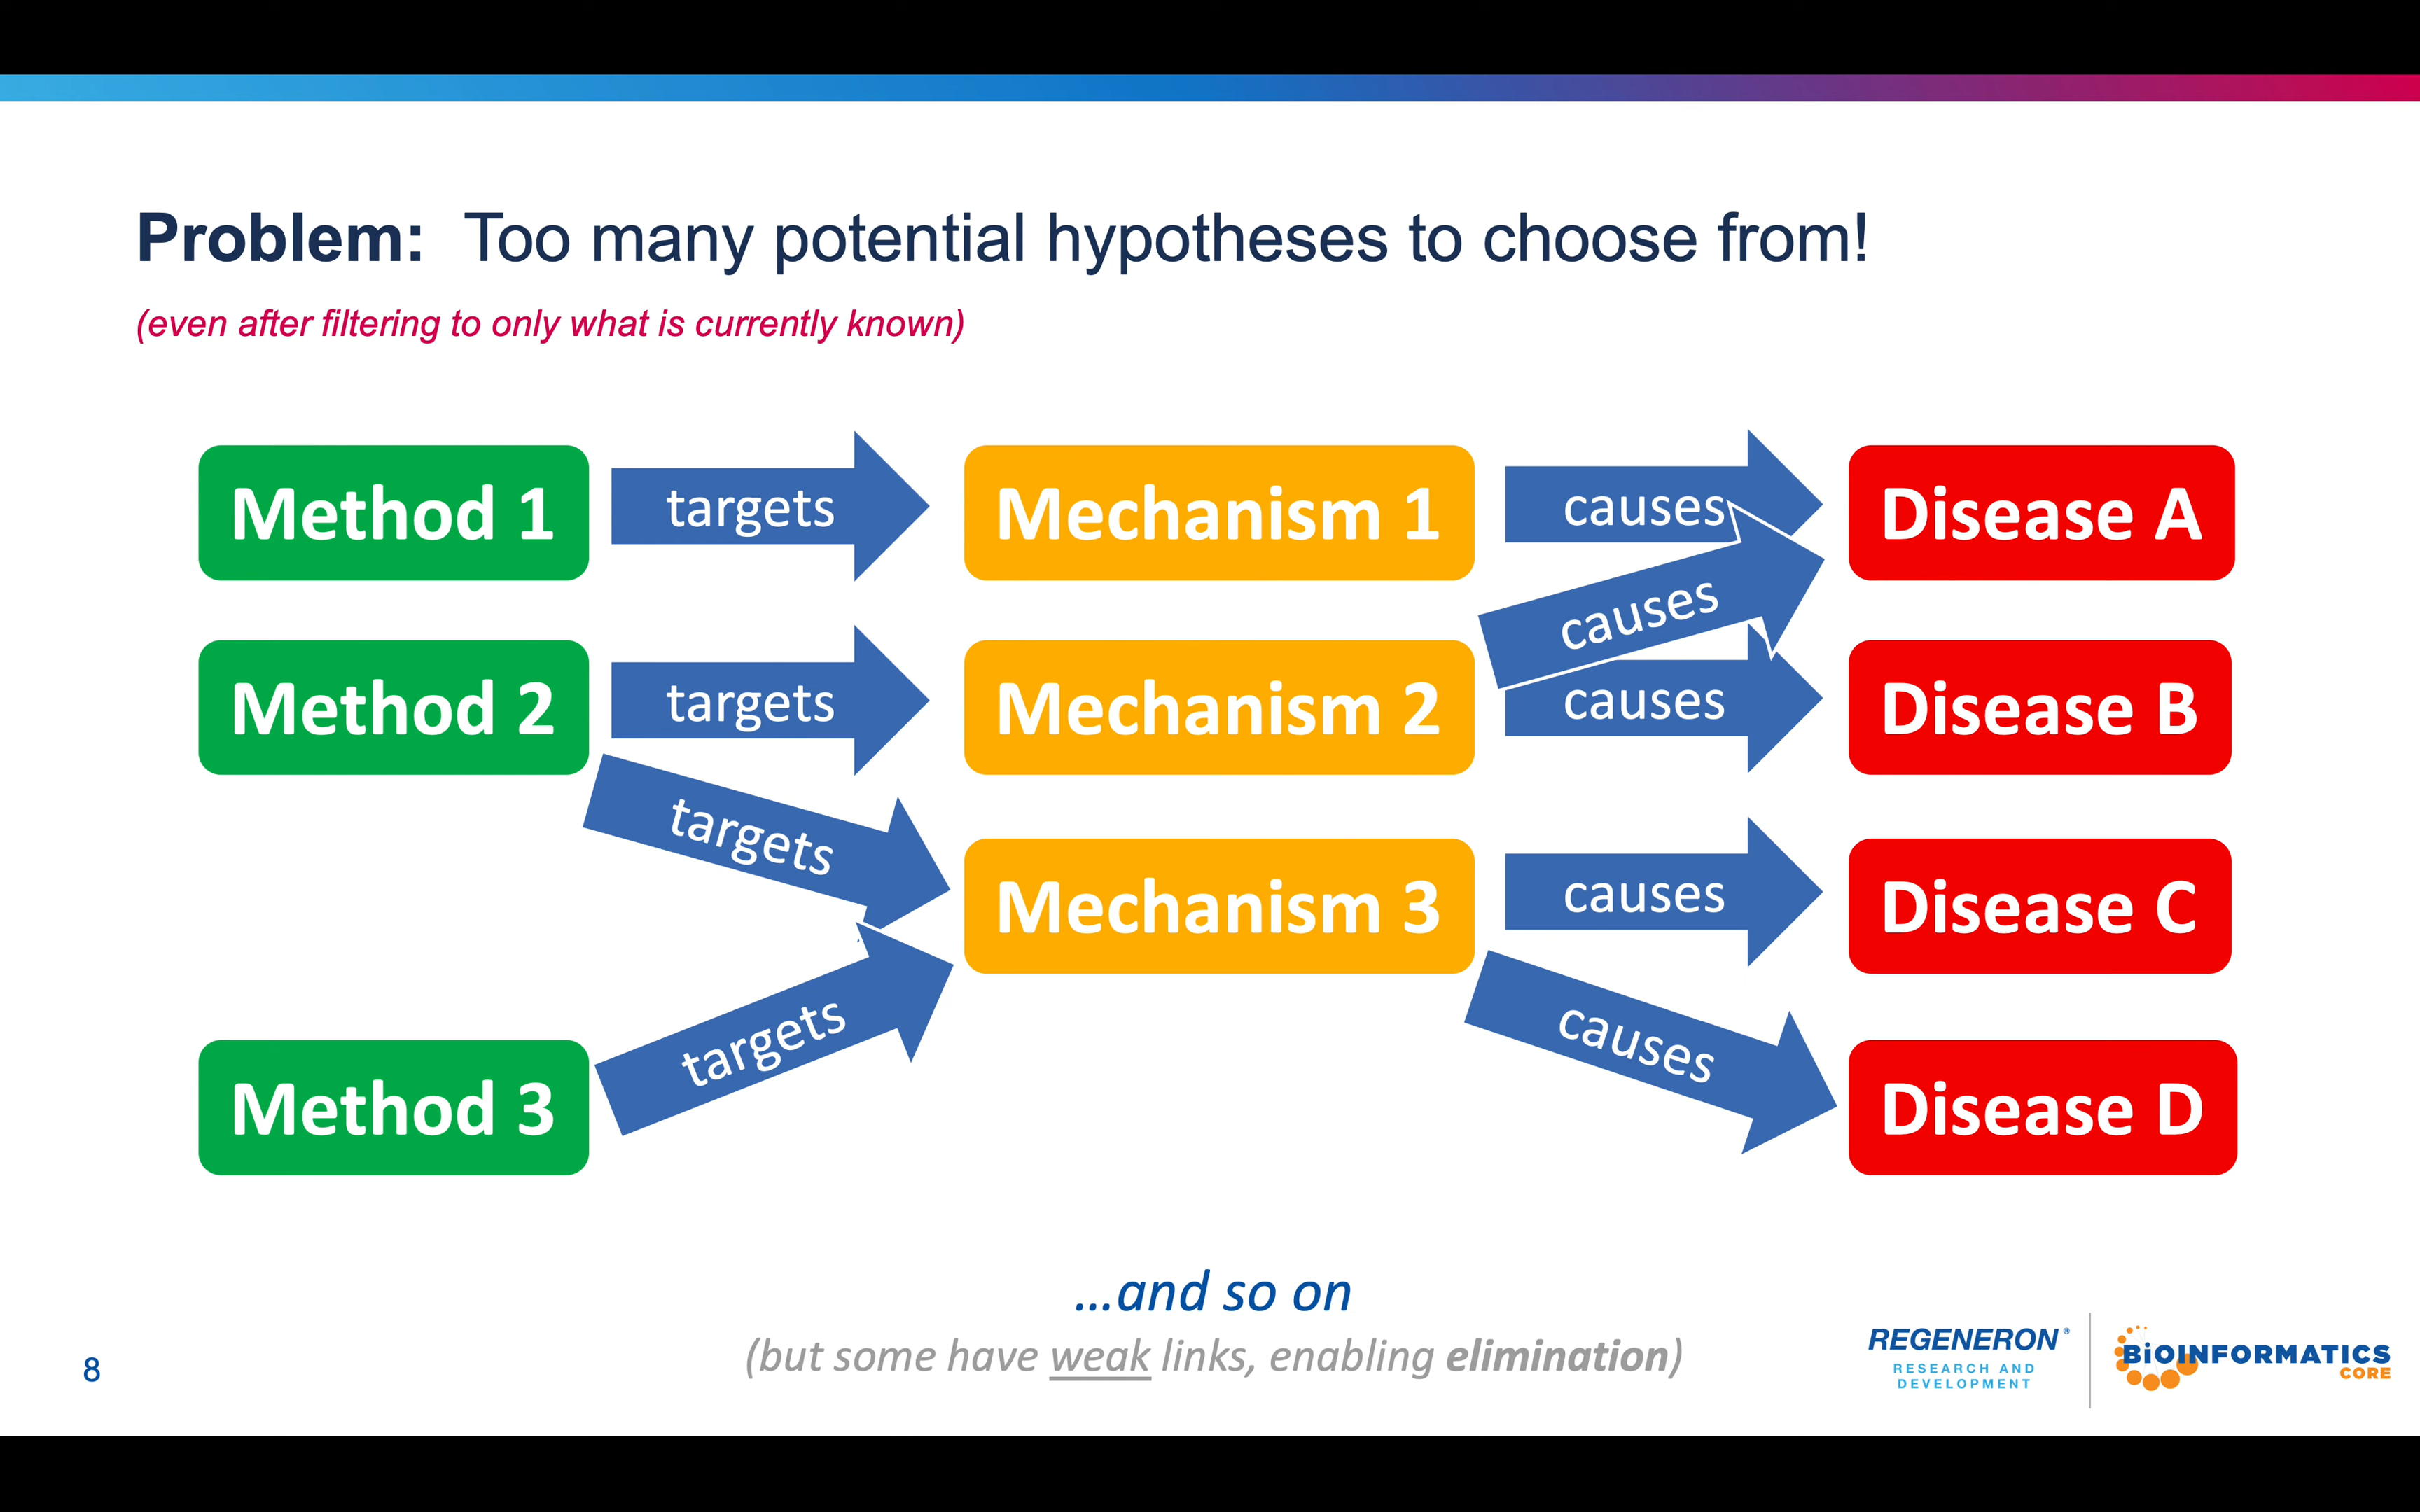 Problem: Too many potential hypotheses to choose from!
(even after filtering to only what is currently known)
Method 1
targets
Mechanism 1
causes
Disease A
causes
Method 2
targets
Mechanism 2
causes
Disease B
targets
Mechanism 3
causes
Disease C
targets
causes
Method 3
Disease D
...and so on
(but some have weak links, enabling elimination)
8
REGENERON®
RESEARCH AND
DEVELOPMENT
BiOINFORMATICS
CORE